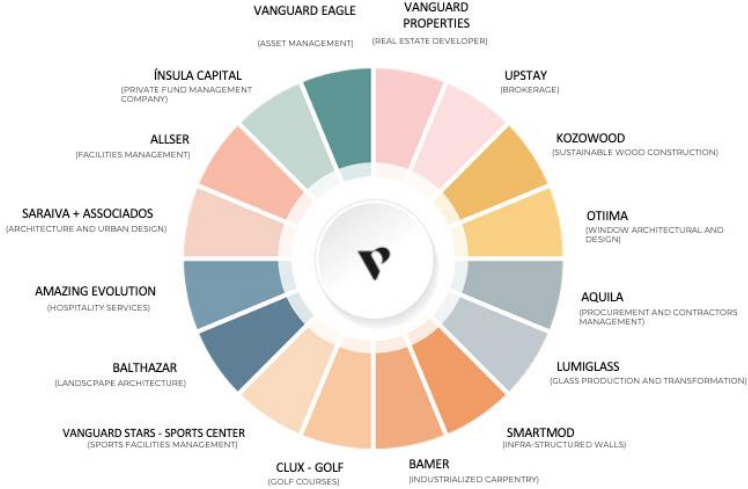 VANGUARD EAGLE
(ASSET MANAGEMENT)
VANGUARD
PROPERTIES
(REAL ESTATE DEVELOPER)
UPSTAY
(BROKERAGE)
KOZOWOOD
(SUSTAINABLE WOOD CONSTRUCTION)
OTIIMA
(WINDOW ARCHITECTURAL AND
DESIGN)
AQUILA
(PROCUREMENT AND CONTRACTORS
MANAGEMENT)
LUMIGLASS
(GLASS PRODUCTION AND TRANSFORMATION)
SMARTMOD
(INFRA-STRUCTURED WALLS)
BAMER
(INDUSTRIALIZED CARPENTRY)
CLUX - GOLF
(GOLF COURSES)
VANGUARD STARS - SPORTS CENTER
(SPORTS FACILITIES MANAGEMENT)
BALTHAZAR
(LANDSCPAPE ARCHITECTURE)
AMAZING EVOLUTION
(HOSPITALITY SERVICES)
SARAIVA + ASSOCIADOS
(ARCHITECTURE AND URBAN DESIGN)
ALLSER
(FACILITIES MANAGEMENT)
ÍNSULA CAPITAL
(PRIVATE FUND MANAGEMENT
COMPANY)